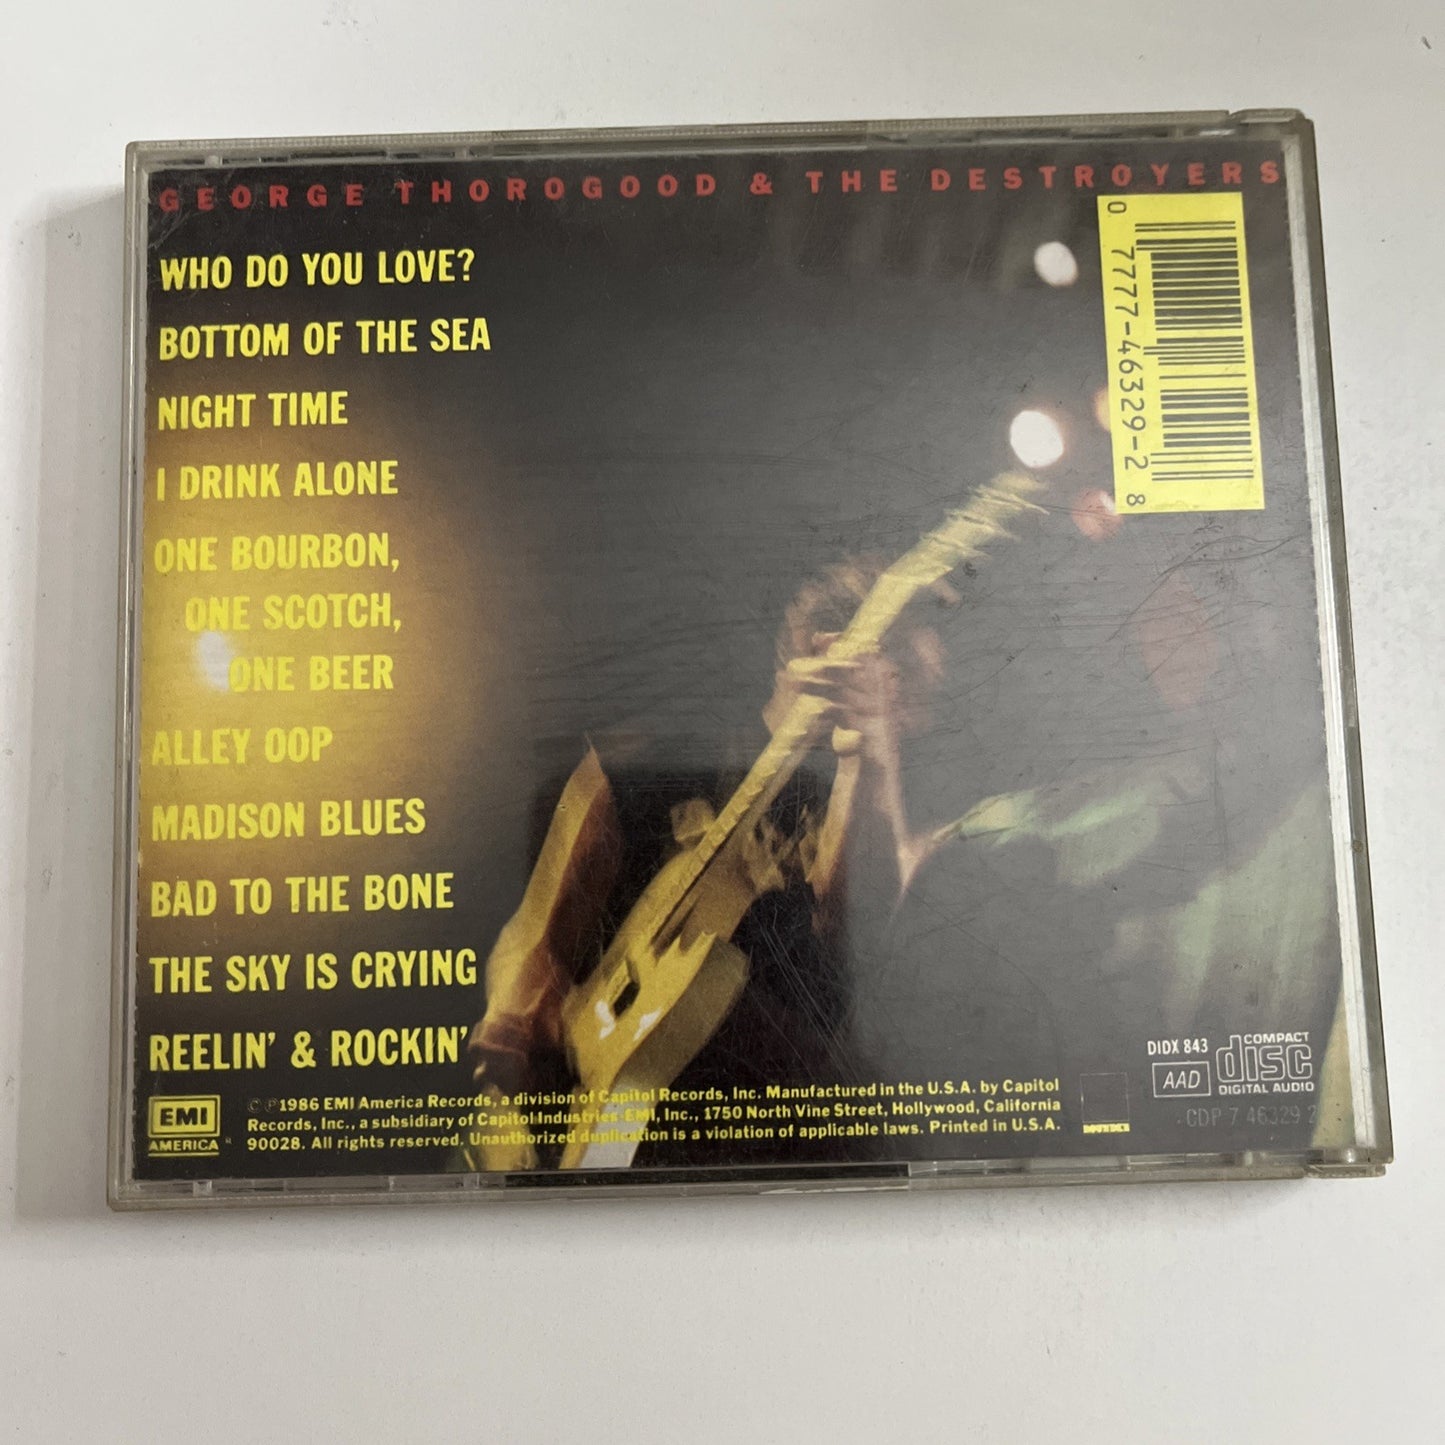 GEORGE THOROGOOD & THE DESTROYERS
WHO DO YOU LOVE?
BOTTOM OF THE SEA
NIGHT TIME
I DRINK ALONE
ONE BOURBON,
ONE SCOTCH,
ONE BEER
ALLEY OOP
MADISON BLUES
BAD TO THE BONE
THE SKY IS CRYING
REELIN' & ROCKIN'
0 7777-46329-2 8
EMI
AMERICA
© ℗ 1986 EMI America Records, a division of Capitol Records, Inc. Manufactured in the U.S.A. by Capitol
Records, Inc., a subsidiary of Capitol Industries-EMI, Inc., 1750 North Vine Street, Hollywood, California
90028. All rights reserved. Unauthorized duplication is a violation of applicable laws. Printed in U.S.A.
ROUNDER
DIDX 843
AAD
COMPACT
disc
DIGITAL AUDIO
CDP 7 46329 2